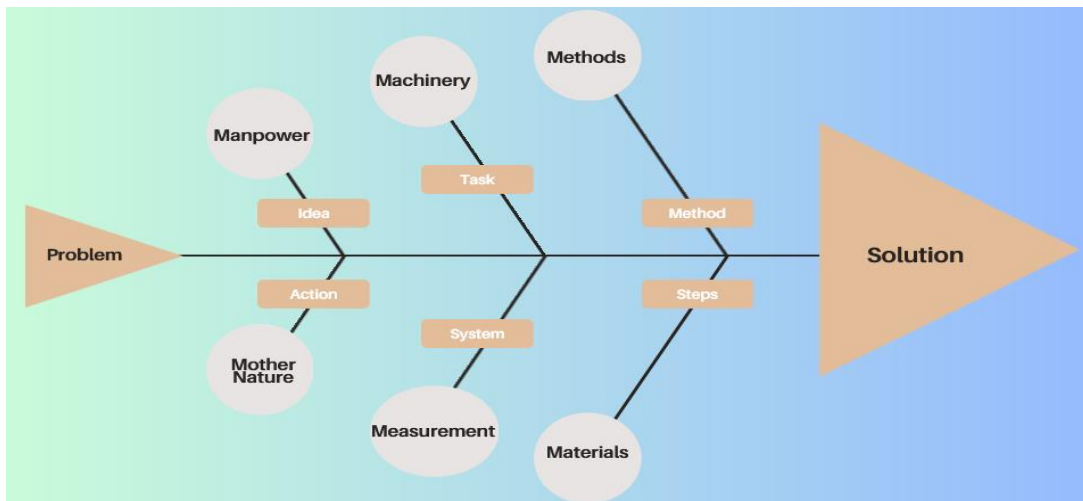 Methods
Machinery
Manpower
Task
Idea
Method
Problem
Solution
Action
Steps
System
Mother
Nature
Measurement
Materials